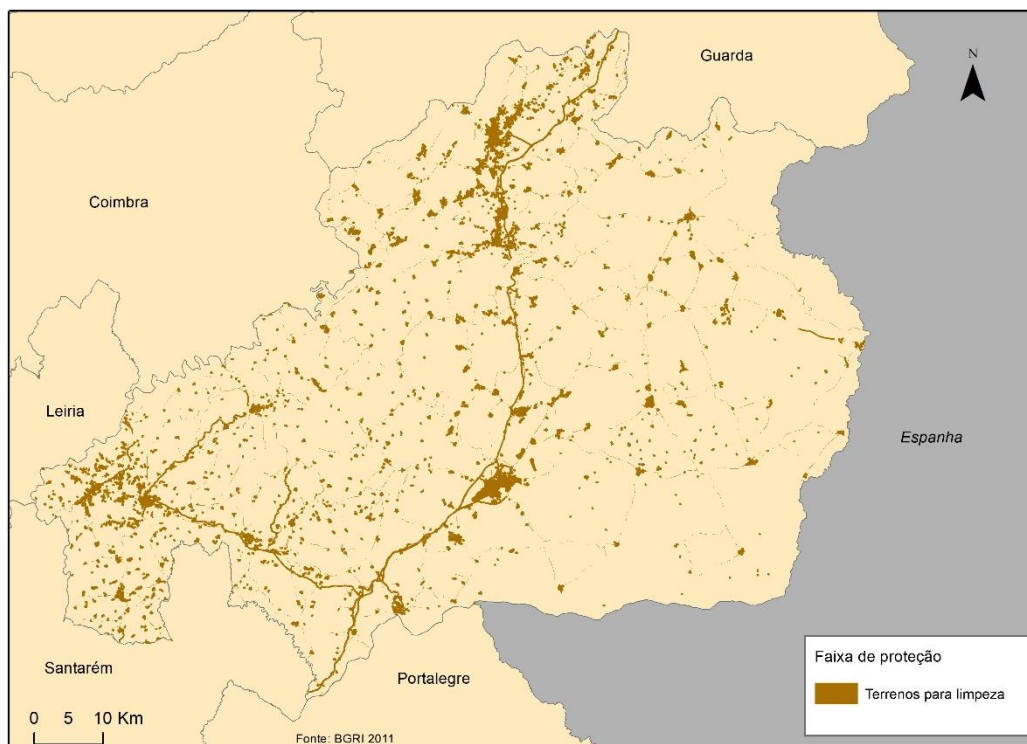 Guarda
N
Coimbra
Leiria
Espanha
Santarém
Portalegre
Faixa de proteção
Terrenos para limpeza
0 5 10 Km
Fonte: BGRI 2011